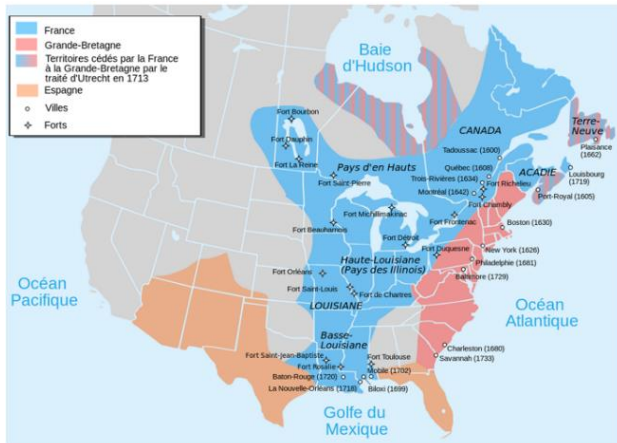 France
Grande-Bretagne
Territoires cédés par la France
à la Grande-Bretagne par le
traité d'Utrecht en 1713
Espagne
Villes
Forts
Baie
d'Hudson
Terre-
Neuve
Plaisance
(1662)
CANADA
Fort Bourbon
Fort Dauphin
Fort La Reine
Pays d'en Hauts
Fort Saint-Pierre
Tadoussac (1600)
Québec (1608)
Trois-Rivières (1634)
Fort Richelieu
Montréal (1642)
Fort Chambly
ACADIE
Louisbourg
(1719)
Port-Royal (1605)
Fort Michillimakinac
Fort Frontenac
Fort Beauharnois
Fort Détroit
Boston (1630)
Fort Duquesne
New York (1626)
Philadelphie (1681)
Baltimore (1729)
Haute-Louisiane
(Pays des Illinois)
Fort Orléans
Fort Saint-Louis
Fort de Chartres
LOUISIANE
Océan
Pacifique
Océan
Atlantique
Basse-
Louisiane
Charleston (1680)
Savannah (1733)
Fort Saint-Jean-Baptiste
Fort Toulouse
Fort Rosalie
Mobile (1702)
Baton-Rouge (1720)
La Nouvelle-Orléans (1718)
Biloxi (1699)
Golfe du
Mexique